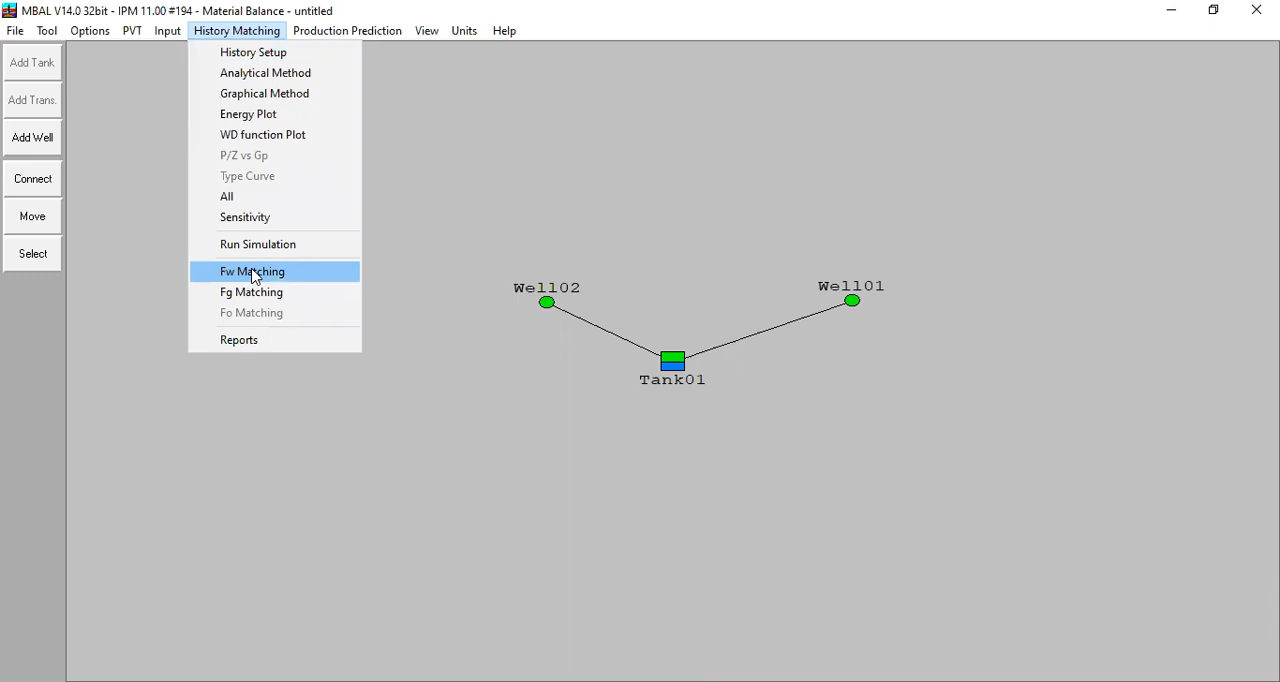 MBAL V14.0 32bit - IPM 11.00 #194 - Material Balance - untitled
File Tool Options PVT Input History Matching Production Prediction View Units Help
Add Tank
Add Trans.
Add Well
Connect
Move
Select
History Setup
Analytical Method
Graphical Method
Energy Plot
WD function Plot
P/Z vs Gp
Type Curve
All
Sensitivity
Run Simulation
Fw Matching
Fg Matching
Fo Matching
Reports
Well02
Well01
Tank01